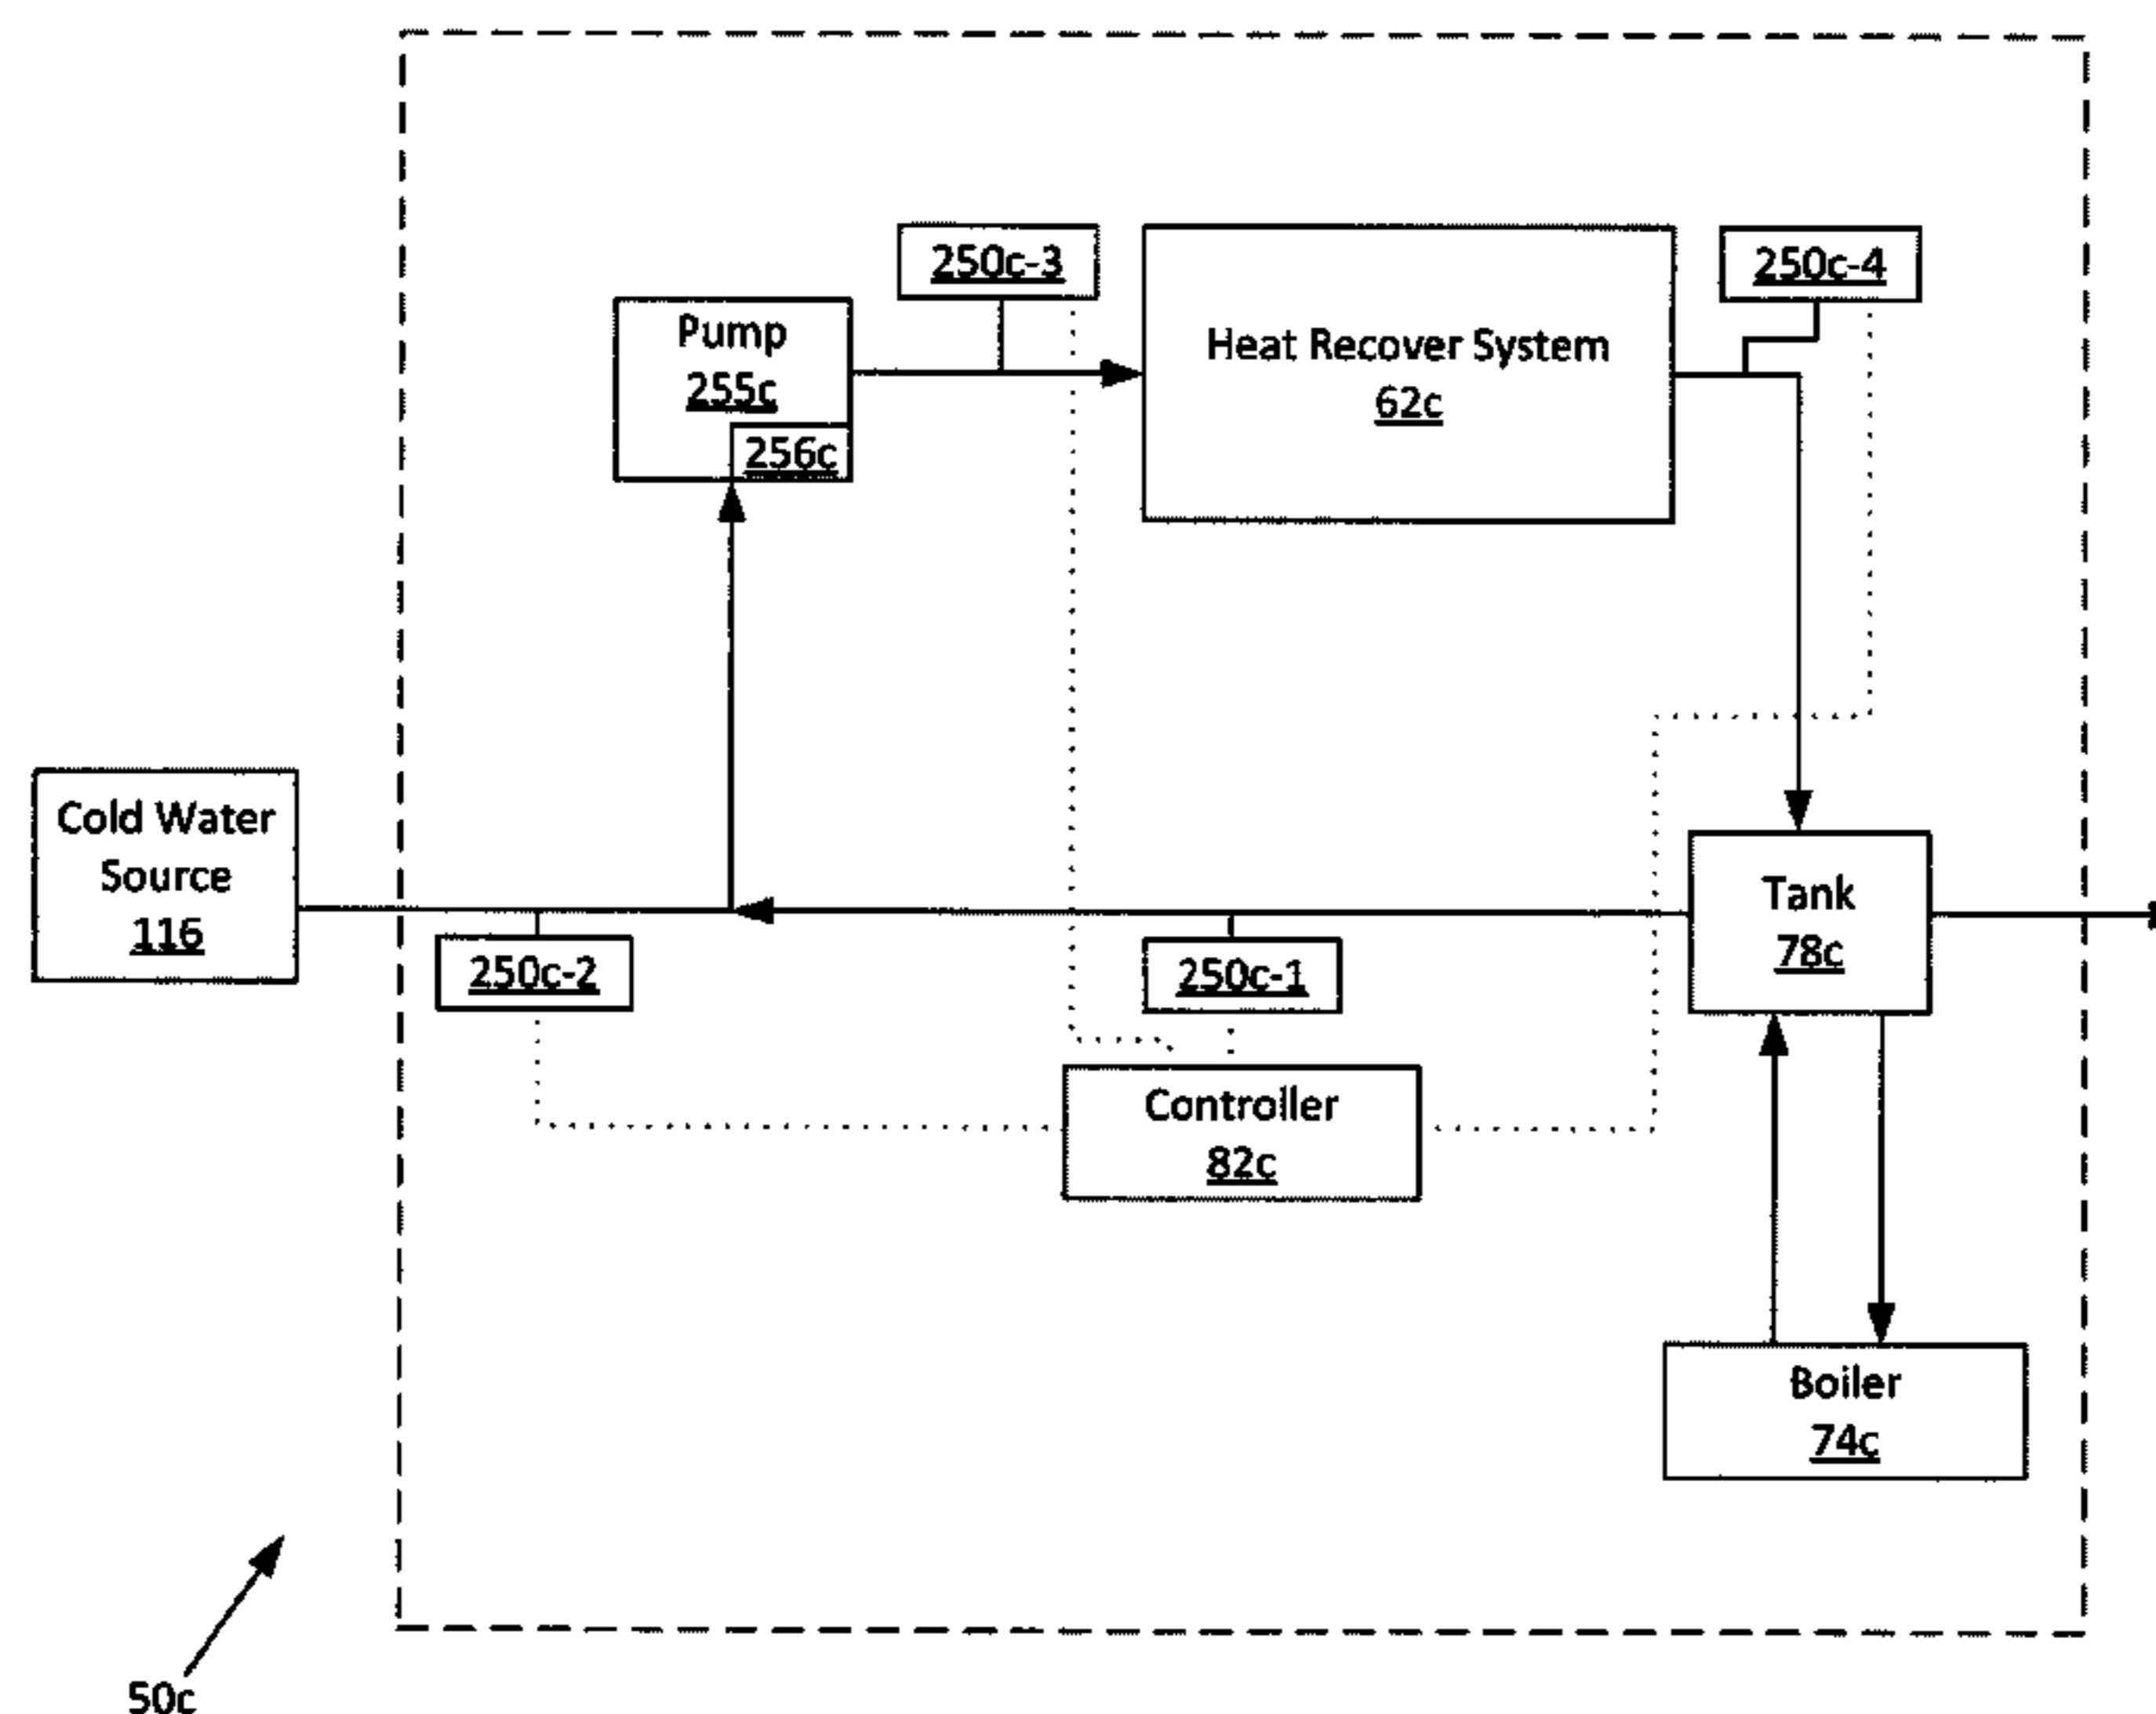 250c-3
250c-4
Pump
255c
256c
Heat Recover System
62c
Cold Water
Source
116
250c-2
250c-1
Tank
78c
Controller
82c
Boiler
74c
50c